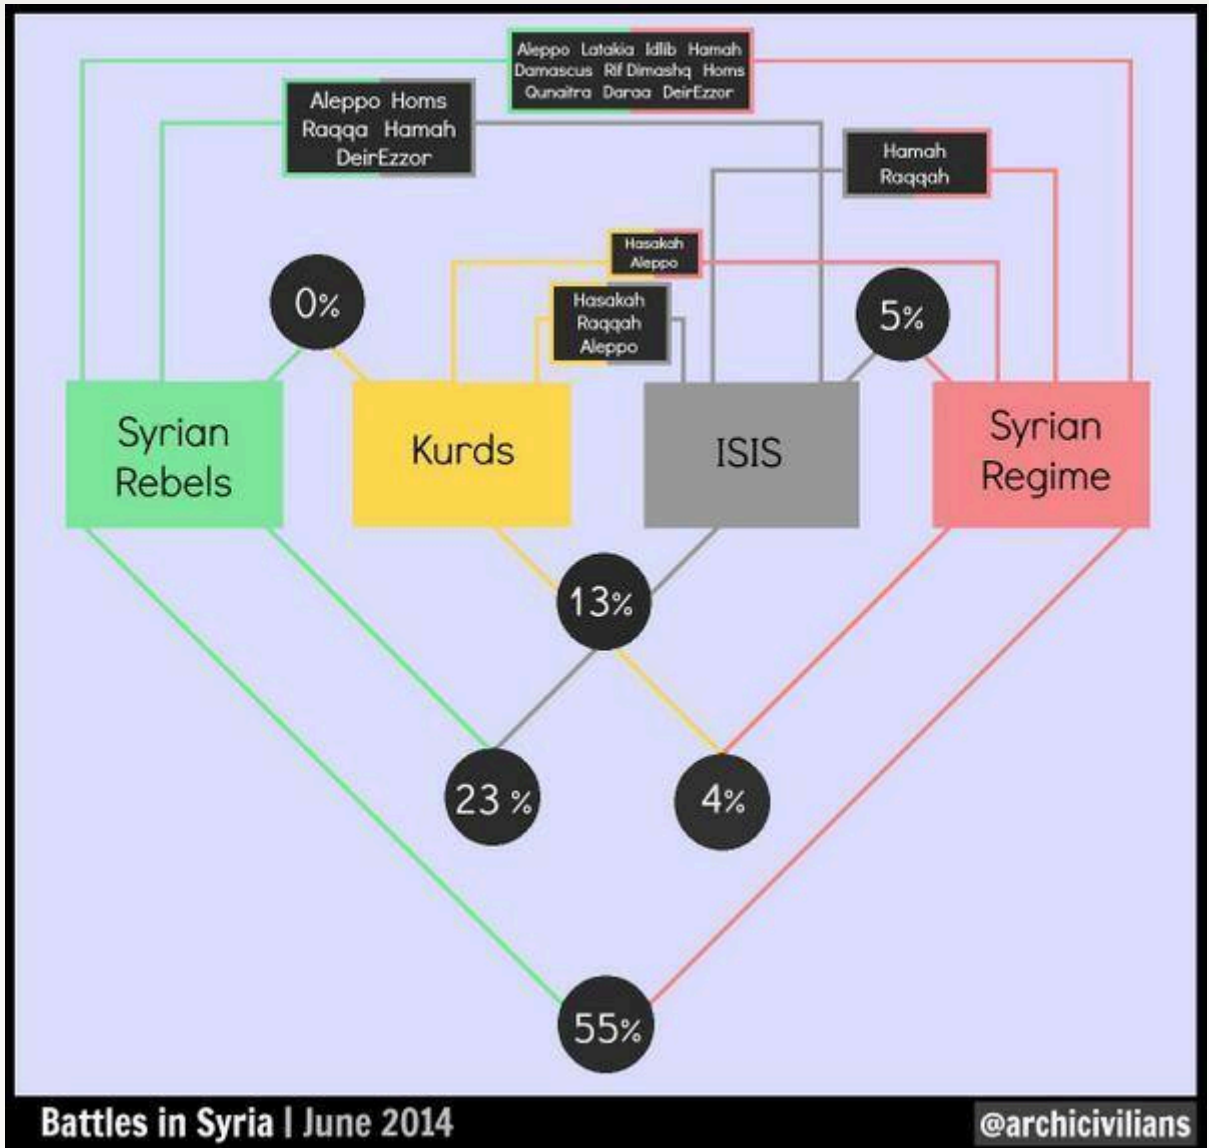 Aleppo Latakia Idlib Hamah
Damascus Rif Dimashq Homs
Qunaitra Daraa DeirEzzor
Aleppo Homs
Raqqa Hamah
DeirEzzor
Hamah
Raqqah
Hasakah
Aleppo
Hasakah
Raqqah
Aleppo
0%
5%
Syrian
Rebels
Kurds
ISIS
Syrian
Regime
13%
23 %
4%
55%
Battles in Syria | June 2014
@archicivilians